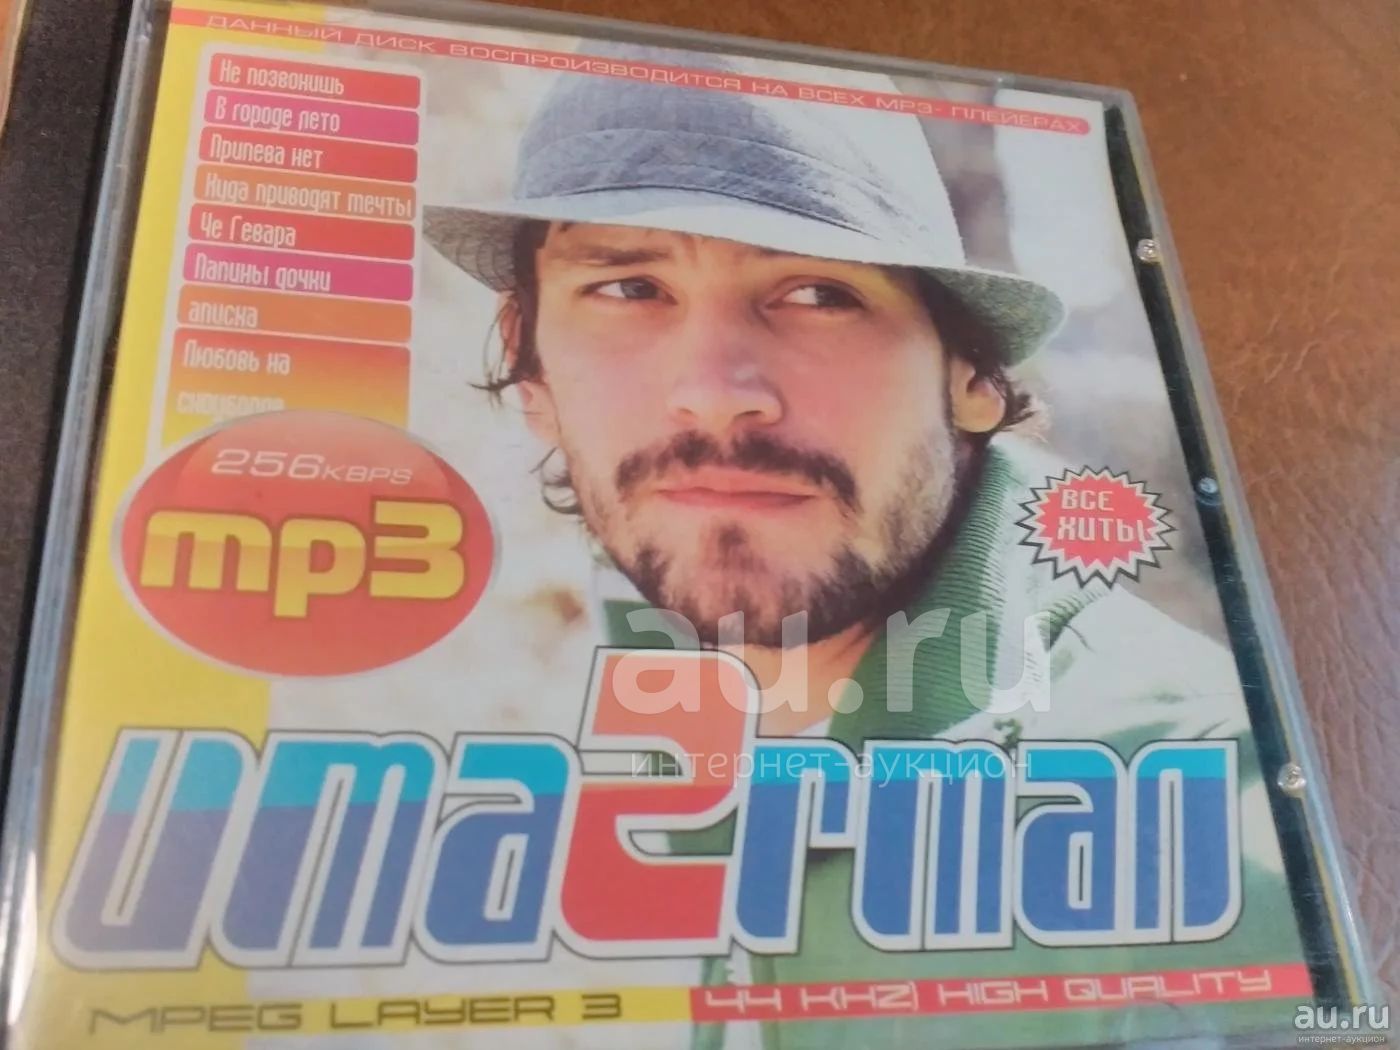 ДАННЫЙ ДИСК ВОСПРОИЗВОДИТСЯ НА ВСЕХ MP3- ПЛЕЙЕРАХ
Не позвонишь
В городе лето
Припева нет
Куда приводят мечты
Че Гевара
Папины дочки
аписка
Любовь на
256KBPS
mp3
ВСЕ
ХИТЫ
au.ru
интернет-аукцион
uma2rman
MPEG LAYER 3
44 KHZ) HIGH QUALITY
au.ru
интернет-аукцион